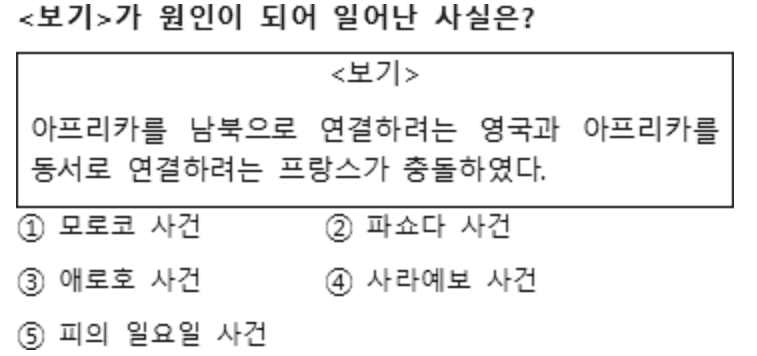 <보기>가 원인이 되어 일어난 사실은?
<보기>
아프리카를 남북으로 연결하려는 영국과 아프리카를
동서로 연결하려는 프랑스가 충돌하였다.
① 모로코 사건 ② 파쇼다 사건
③ 애로호 사건 ④ 사라예보 사건
⑤ 피의 일요일 사건